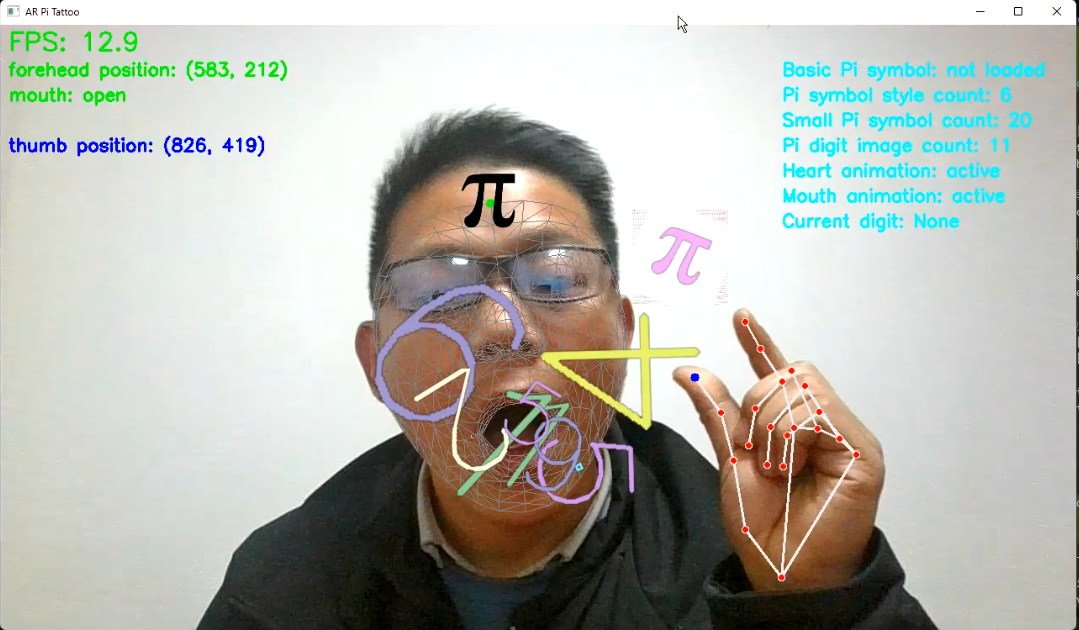 AR Pi Tattoo
FPS: 12.9
forehead position: (583, 212)
mouth: open
thumb position: (826, 419)
Basic Pi symbol: not loaded
Pi symbol style count: 6
Small Pi symbol count: 20
Pi digit image count: 11
Heart animation: active
Mouth animation: active
Current digit: None
π
π
6
4